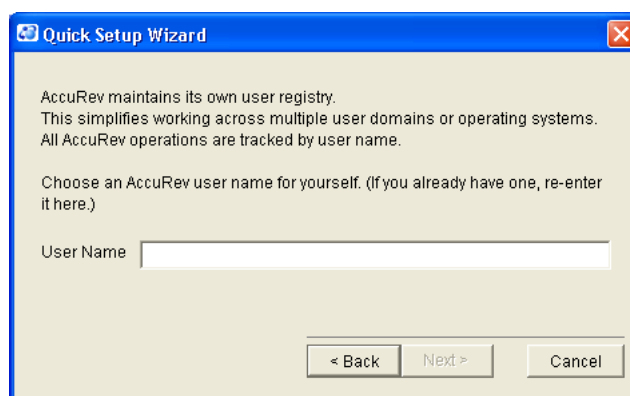 Quick Setup Wizard
AccuRev maintains its own user registry.
This simplifies working across multiple user domains or operating systems.
All AccuRev operations are tracked by user name.
Choose an AccuRev user name for yourself. (If you already have one, re-enter
it here.)
User Name
< Back Next > Cancel